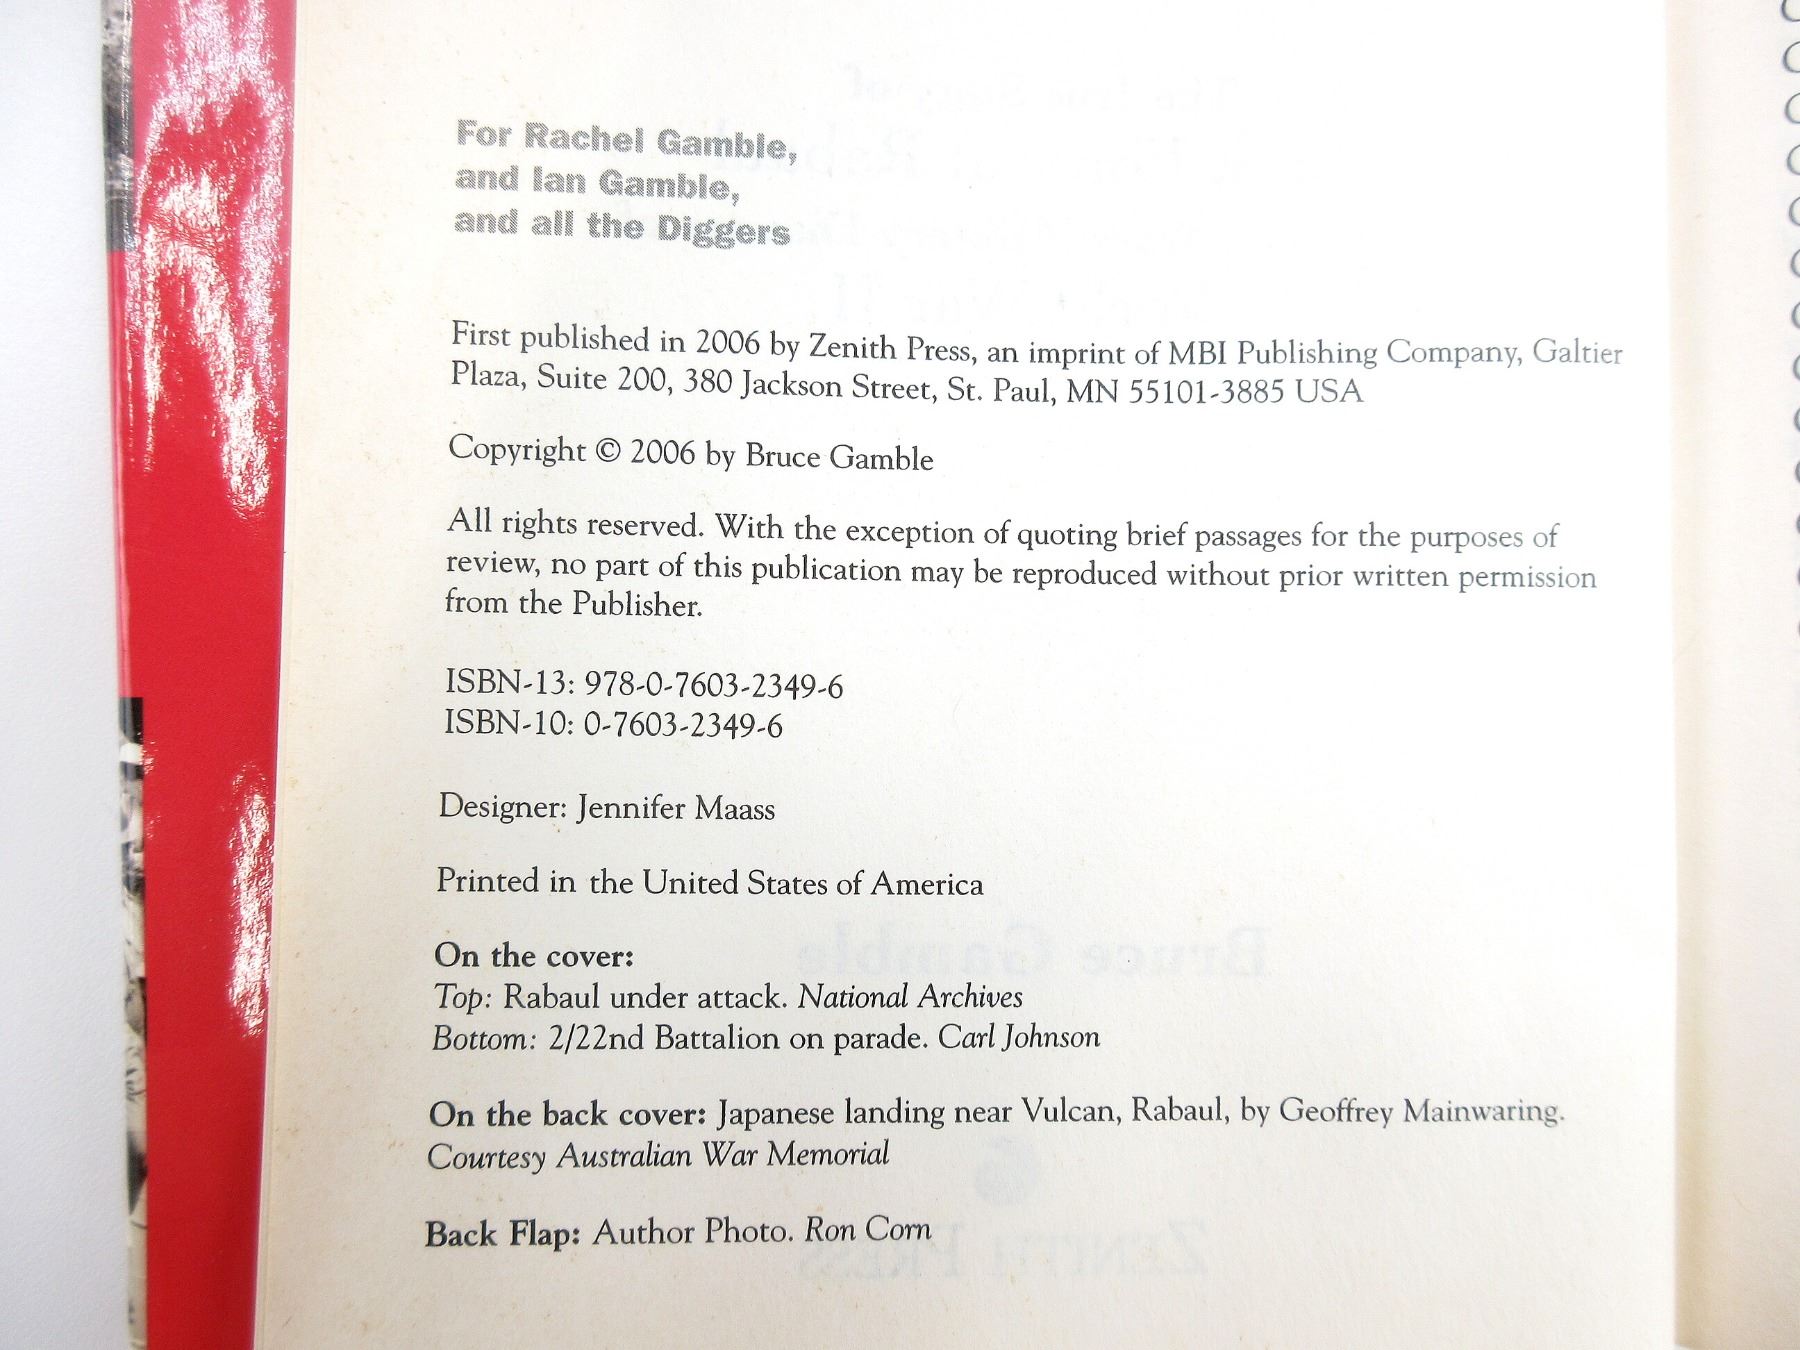 For Rachel Gamble,
and Ian Gamble,
and all the Diggers
First published in 2006 by Zenith Press, an imprint of MBI Publishing Company, Galtier
Plaza, Suite 200, 380 Jackson Street, St. Paul, MN 55101-3885 USA
Copyright © 2006 by Bruce Gamble
All rights reserved. With the exception of quoting brief passages for the purposes of
review, no part of this publication may be reproduced without prior written permission
from the Publisher.
ISBN-13: 978-0-7603-2349-6
ISBN-10: 0-7603-2349-6
Designer: Jennifer Maass
Printed in the United States of America
On the cover:
Top: Rabaul under attack. National Archives
Bottom: 2/22nd Battalion on parade. Carl Johnson
On the back cover: Japanese landing near Vulcan, Rabaul, by Geoffrey Mainwaring.
Courtesy Australian War Memorial
Back Flap: Author Photo. Ron Corn